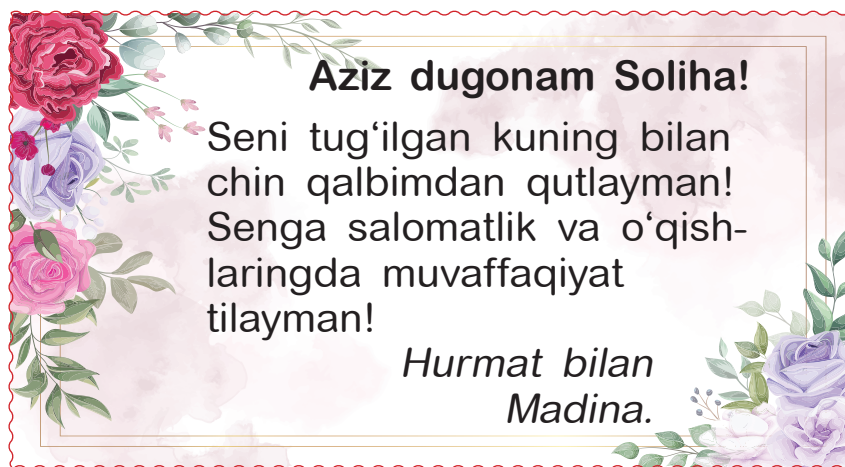 Aziz dugonam Soliha!
Seni tug‘ilgan kuning bilan
chin qalbimdan qutlayman!
Senga salomatlik va o‘qish-
laringda muvaffaqiyat
tilayman!
Hurmat bilan
Madina.